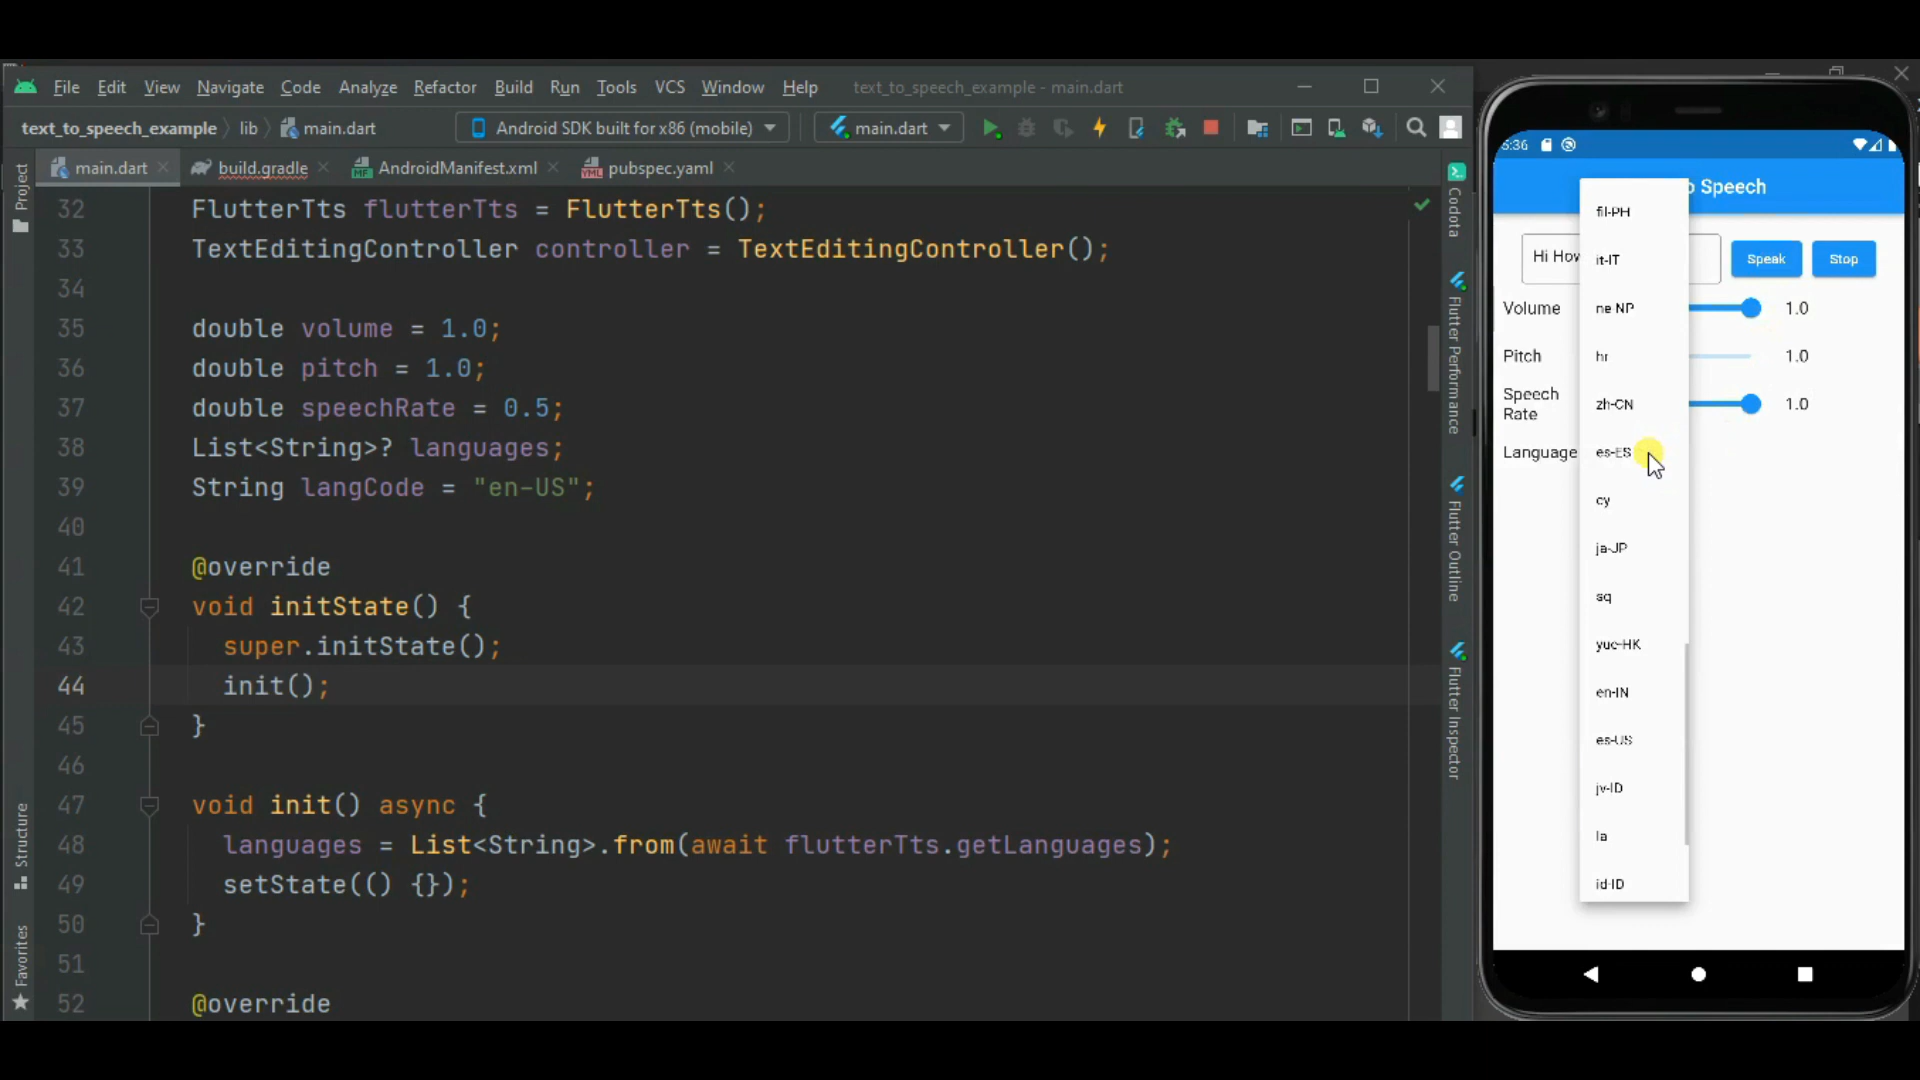 File Edit View Navigate Code Analyze Refactor Build Run Tools VCS Window Help text_to_speech_example - main.dart
text_to_speech_example lib main.dart Android SDK built for x86 (mobile) main.dart
main.dart build.gradle AndroidManifest.xml pubspec.yaml
Project
Structure
Favorites
32 FlutterTts flutterTts = FlutterTts();
33 TextEditingController controller = TextEditingController();
34
35 double volume = 1.0;
36 double pitch = 1.0;
37 double speechRate = 0.5;
38 List<String>? languages;
39 String langCode = "en-US";
40
41 @override
42 void initState() {
43 super.initState();
44 init();
45 }
46
47 void init() async {
48 languages = List<String>.from(await flutterTts.getLanguages);
49 setState(() {});
50 }
51
52 @override
Codota
Flutter Performance
Flutter Outline
Flutter Inspector
5:36
o Speech
Hi How
Speak
Stop
Volume 1.0
Pitch 1.0
Speech
Rate 1.0
Language
fil-PH
it-IT
ne-NP
hr
zh-CN
es-ES
cy
ja-JP
sq
yue-HK
en-IN
es-US
jv-ID
la
id-ID